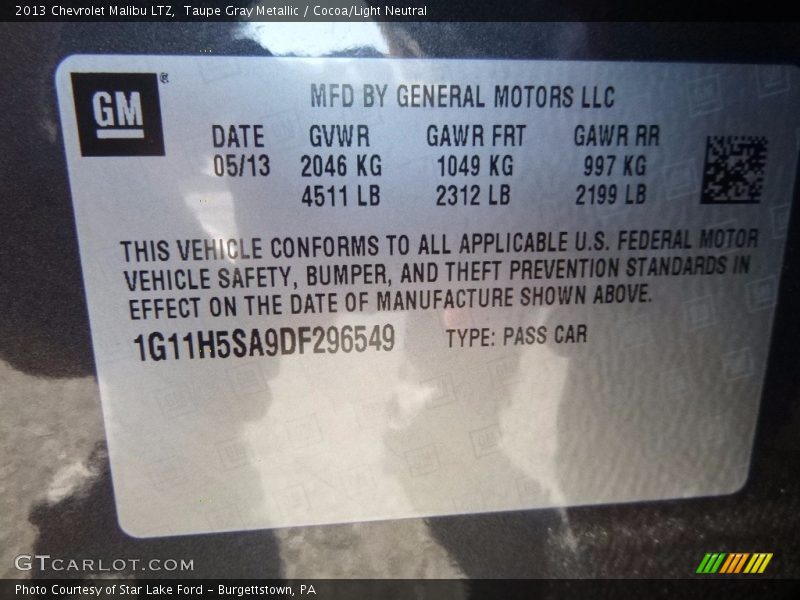 2013 Chevrolet Malibu LTZ,  Taupe Gray Metallic / Cocoa/Light Neutral
GM®
MFD BY GENERAL MOTORS LLC
DATE GVWR GAWR FRT GAWR RR
05/13 2046 KG 1049 KG 997 KG
4511 LB 2312 LB 2199 LB
THIS VEHICLE CONFORMS TO ALL APPLICABLE U.S. FEDERAL MOTOR
VEHICLE SAFETY, BUMPER, AND THEFT PREVENTION STANDARDS IN
EFFECT ON THE DATE OF MANUFACTURE SHOWN ABOVE.
1G11H5SA9DF296549 TYPE: PASS CAR
GTCARLOT.COM
Photo Courtesy of Star Lake Ford - Burgettstown, PA